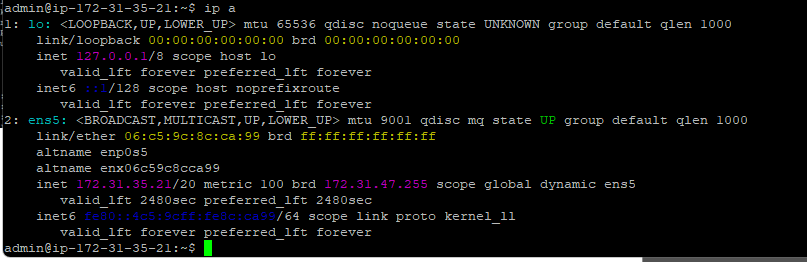 admin@ip-172-31-35-21:~$ ip a
1: lo: <LOOPBACK,UP,LOWER_UP> mtu 65536 qdisc noqueue state UNKNOWN group default qlen 1000
    link/loopback 00:00:00:00:00:00 brd 00:00:00:00:00:00
    inet 127.0.0.1/8 scope host lo
       valid_lft forever preferred_lft forever
    inet6 ::1/128 scope host noprefixroute
       valid_lft forever preferred_lft forever
2: ens5: <BROADCAST,MULTICAST,UP,LOWER_UP> mtu 9001 qdisc mq state UP group default qlen 1000
    link/ether 06:c5:9c:8c:ca:99 brd ff:ff:ff:ff:ff:ff
    altname enp0s5
    altname enx06c59c8cca99
    inet 172.31.35.21/20 metric 100 brd 172.31.47.255 scope global dynamic ens5
       valid_lft 2480sec preferred_lft 2480sec
    inet6 fe80::4c5:9cff:fe8c:ca99/64 scope link proto kernel_ll
       valid_lft forever preferred_lft forever
admin@ip-172-31-35-21:~$